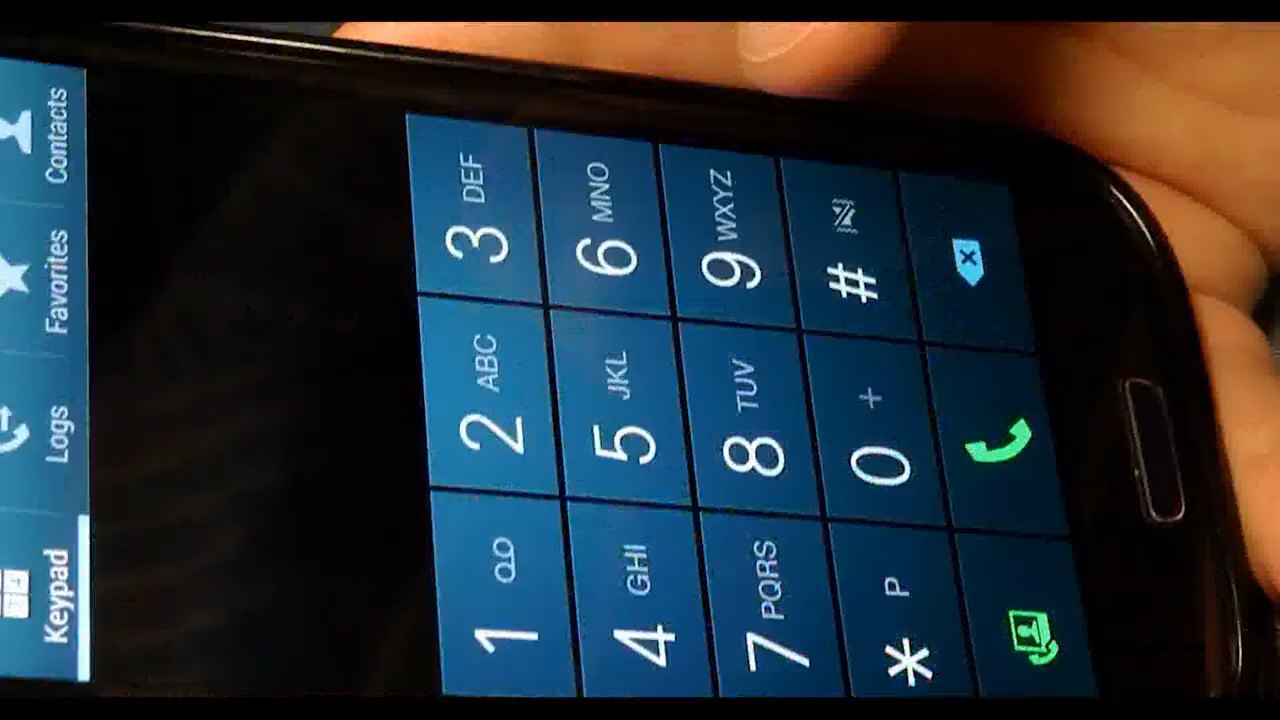 Keypad
Logs
Favorites
Contacts
1
2 ABC
3 DEF
4 GHI
5 JKL
6 MNO
7 PQRS
8 TUV
9 WXYZ
* P
0 +
#